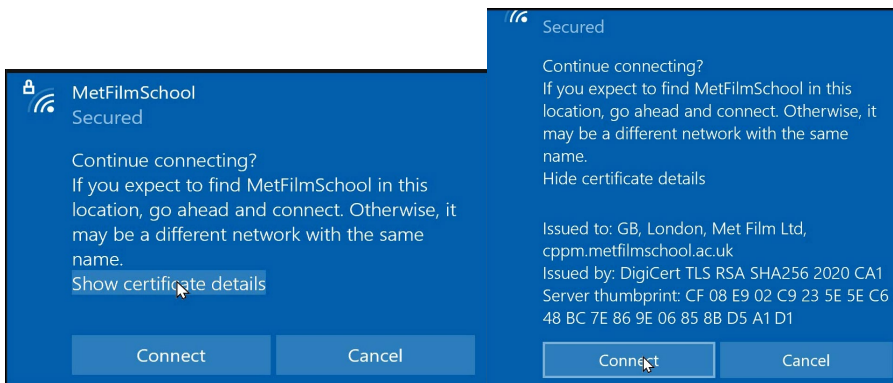 MetFilmSchool
Secured
Continue connecting?
If you expect to find MetFilmSchool in this
location, go ahead and connect. Otherwise, it
may be a different network with the same
name.
Show certificate details
Connect
Cancel
Secured
Continue connecting?
If you expect to find MetFilmSchool in this
location, go ahead and connect. Otherwise, it
may be a different network with the same
name.
Hide certificate details
Issued to: GB, London, Met Film Ltd,
cppm.metfilmschool.ac.uk
Issued by: DigiCert TLS RSA SHA256 2020 CA1
Server thumbprint: CF 08 E9 02 C9 23 5E 5E C6
48 BC 7E 86 9E 06 85 8B D5 A1 D1
Connect
Cancel